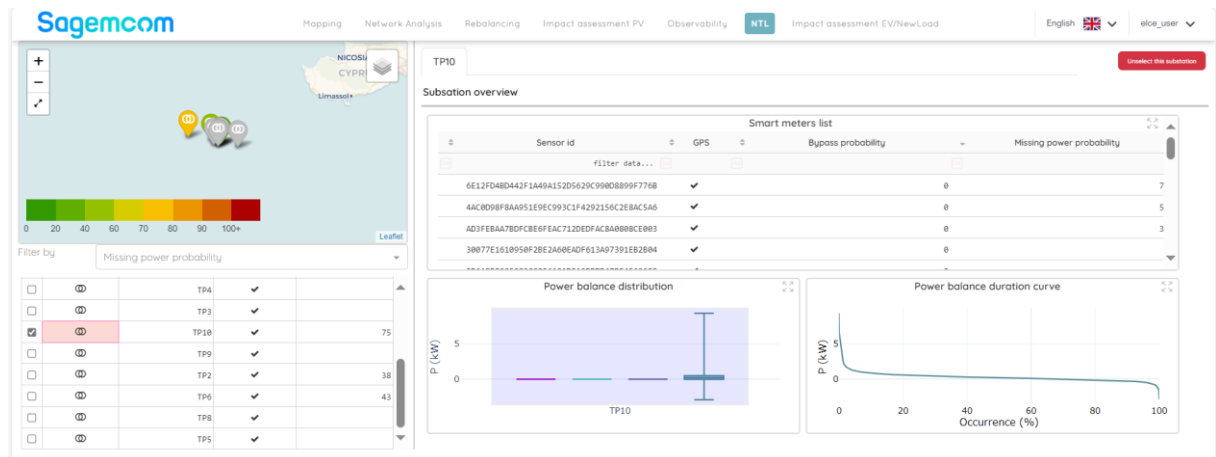 Sagemcom
Mapping Network Analysis Rebalancing Impact assessment PV Observability NTL Impact assessment EV/NewLoad English elce_user
+
−
NICOSIA
CYPR
Limassol
0 20 40 60 70 80 90 100+
Leaflet
Filter by Missing power probability
TP4
TP3
TP10 75
TP9
TP2 38
TP6 43
TP8
TP5
TP10
Unselect this substation
Subsation overview
Smart meters list
Sensor id GPS Bypass probability Missing power probability
filter data...
6E12FD4BD442F1A49A152D5629C990D8899F776B 0 7
4AC0D98F8AA951E9EC993C1F4292156C2E8AC5A6 0 5
AD3FEBAA7BDFCBE6FEAC712DEDFAC8A0B08CE003 0 3
30077E1610950F2BE2A60EADF613A97391EB2B04 0
Power balance distribution
P (kW)
5
0
TP10
Power balance duration curve
P (kW)
5
0
0 20 40 60 80 100
Occurrence (%)